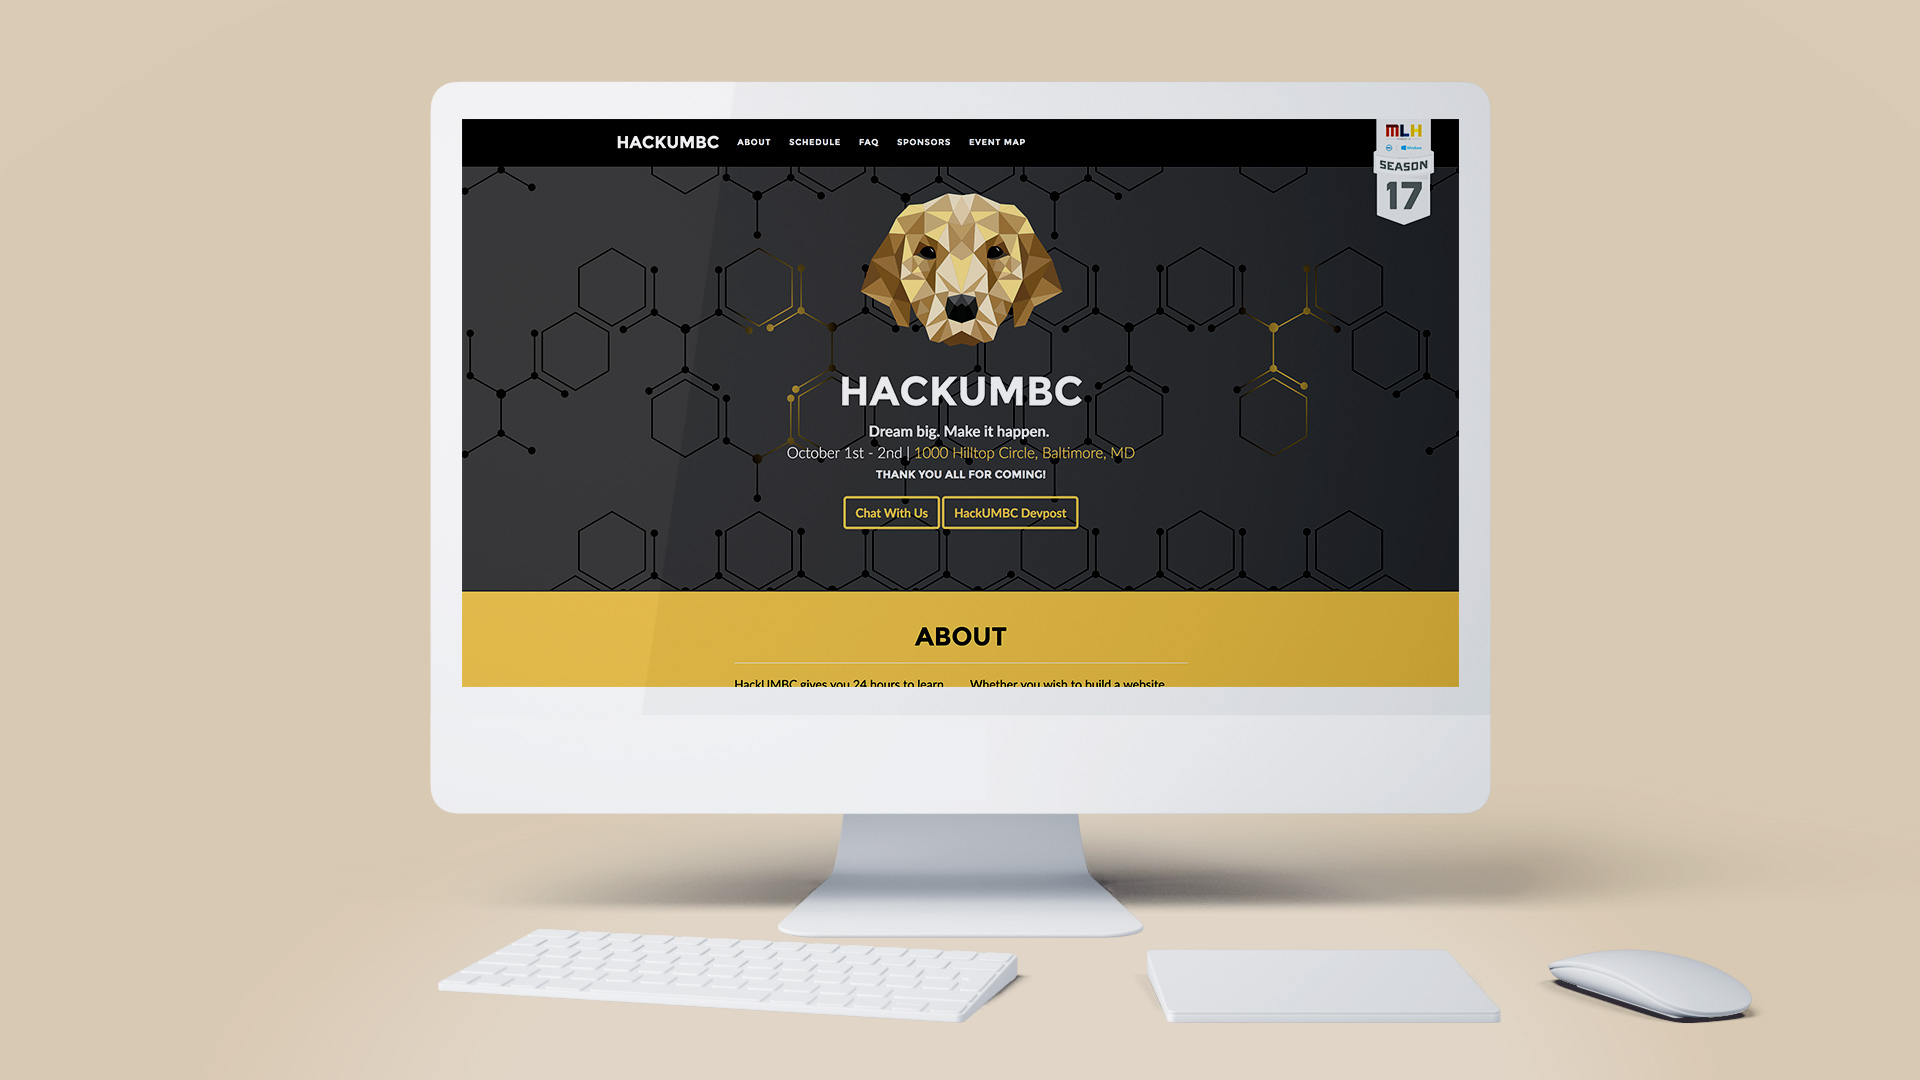 HACKUMBC ABOUT SCHEDULE FAQ SPONSORS EVENT MAP
MLH
Windows
SEASON
17
HACKUMBC
Dream big. Make it happen.
October 1st - 2nd | 1000 Hilltop Circle, Baltimore, MD
THANK YOU ALL FOR COMING!
Chat With Us HackUMBC Devpost
ABOUT
HackUMBC gives you 24 hours to learn
Whether you wish to build a website